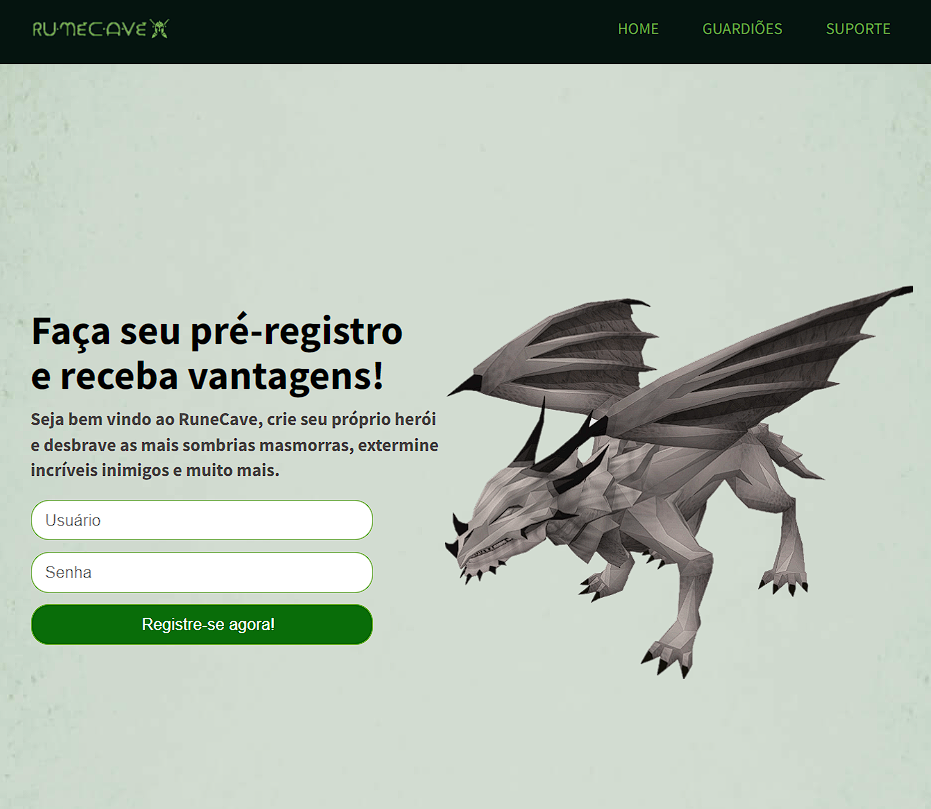 RUNECAVE
HOME
GUARDIÕES
SUPORTE
Faça seu pré-registro
e receba vantagens!
Seja bem vindo ao RuneCave, crie seu próprio herói
e desbrave as mais sombrias masmorras, extermine
incríveis inimigos e muito mais.
Usuário
Senha
Registre-se agora!